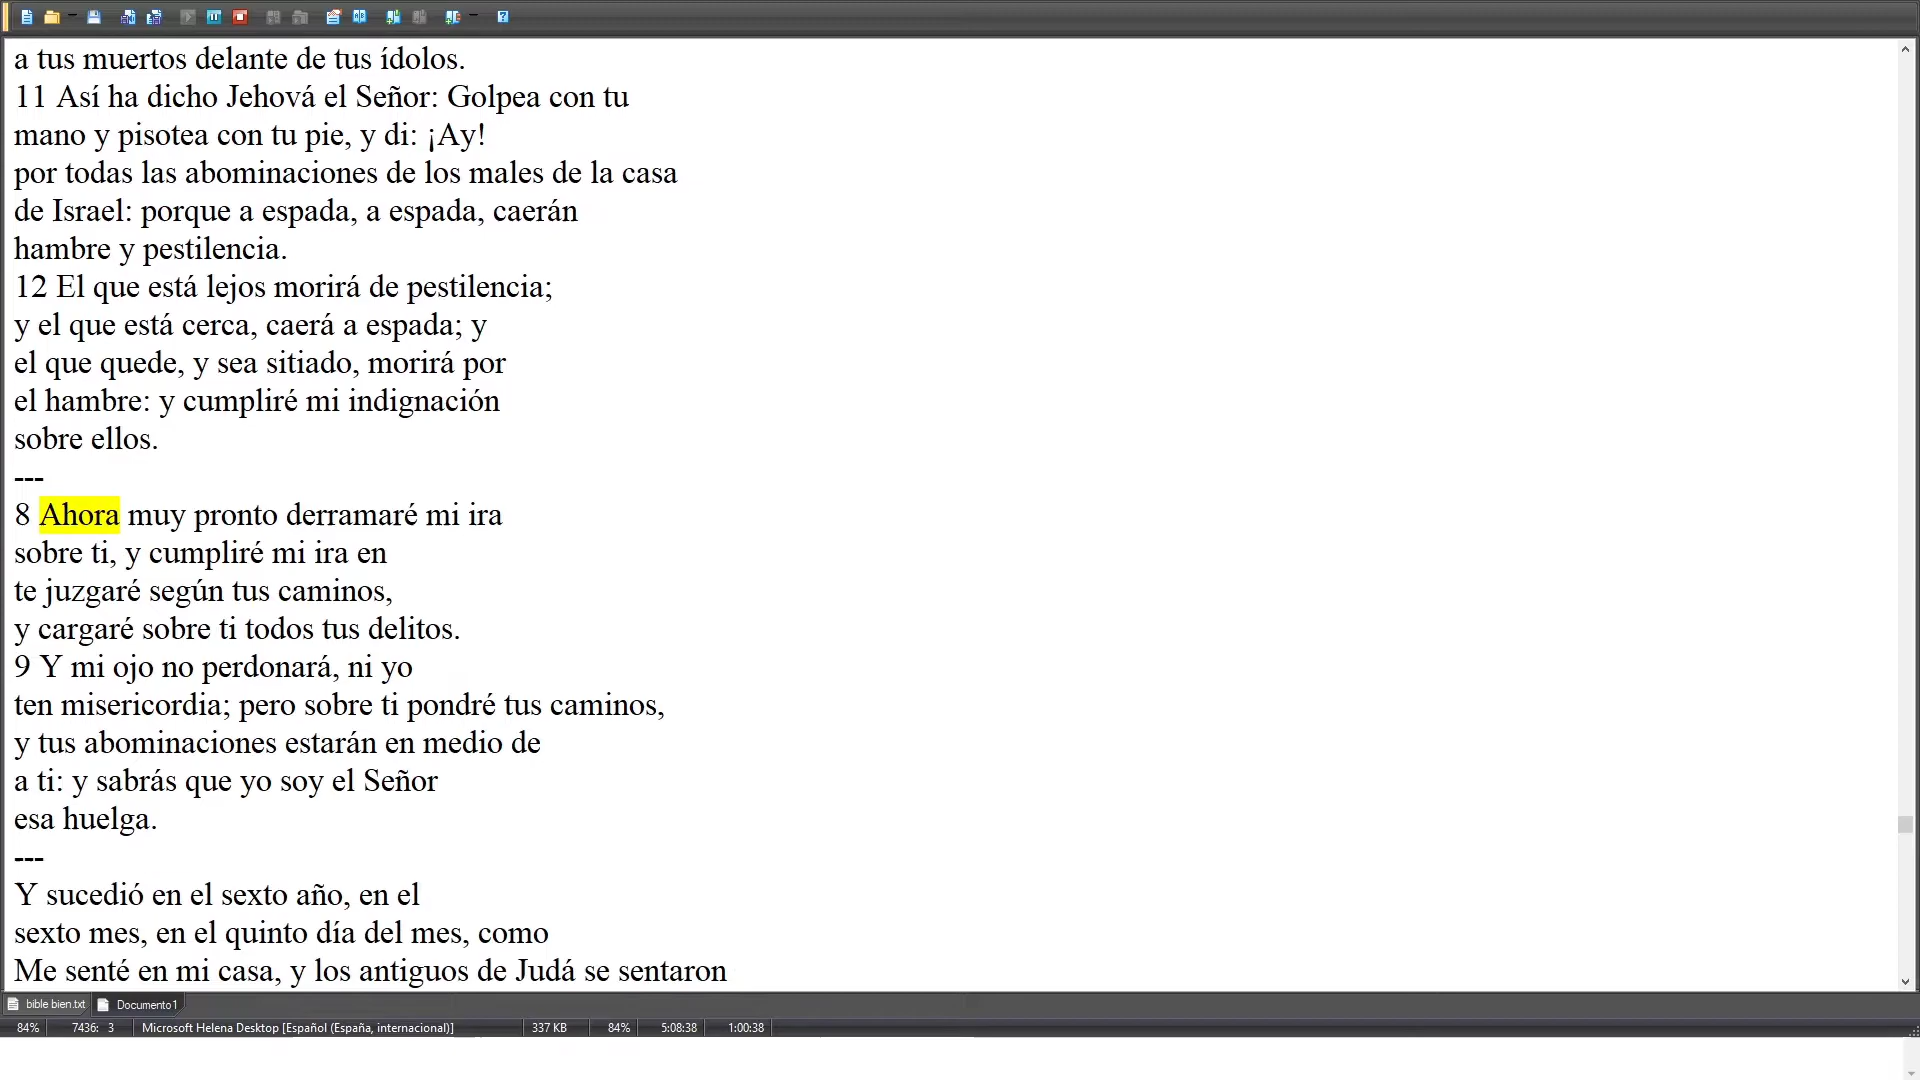 a tus muertos delante de tus ídolos.
11 Así ha dicho Jehová el Señor: Golpea con tu
mano y pisotea con tu pie, y di: ¡Ay!
por todas las abominaciones de los males de la casa
de Israel: porque a espada, a espada, caerán
hambre y pestilencia.
12 El que está lejos morirá de pestilencia;
y el que está cerca, caerá a espada; y
el que quede, y sea sitiado, morirá por
el hambre: y cumpliré mi indignación
sobre ellos.
---
8 Ahora muy pronto derramaré mi ira
sobre ti, y cumpliré mi ira en
te juzgaré según tus caminos,
y cargaré sobre ti todos tus delitos.
9 Y mi ojo no perdonará, ni yo
ten misericordia; pero sobre ti pondré tus caminos,
y tus abominaciones estarán en medio de
a ti: y sabrás que yo soy el Señor
esa huelga.
---
Y sucedió en el sexto año, en el
sexto mes, en el quinto día del mes, como
Me senté en mi casa, y los antiguos de Judá se sentaron
bible bien.txt Documento1
84% 7436: 3 Microsoft Helena Desktop [Español (España, internacional)] 337 KB 84% 5:08:38 1:00:38